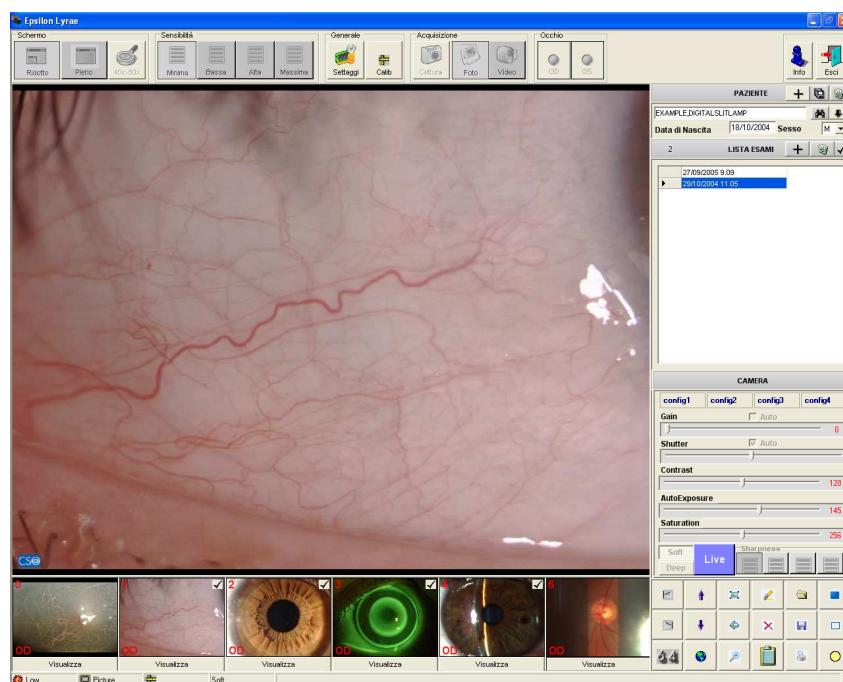 Epsilon Lyrae
Schermo
Sensibilità
Generale
Acquisizione
Occhio
Ridotto
Pieno
40x-80x
Minima
Bassa
Alta
Massima
Settaggi
Calib
Cattura
Foto
Video
OD
OS
Info
Esci
PAZIENTE
EXAMPLE,DIGITALSLITLAMP
Data di Nascita 18/10/2004 Sesso M
2 LISTA ESAMI
27/09/2005 9.09
29/10/2004 11.05
CAMERA
config1 config2 config3 config4
Gain Auto
0
Shutter Auto
Contrast
128
AutoExposure
145
Saturation
256
Soft Live Sharpness
Deep
CSO
0 1 2 3 4 5
OD OD OD OD OD OD
Visualizza Visualizza Visualizza Visualizza Visualizza Visualizza
Low Picture Soft